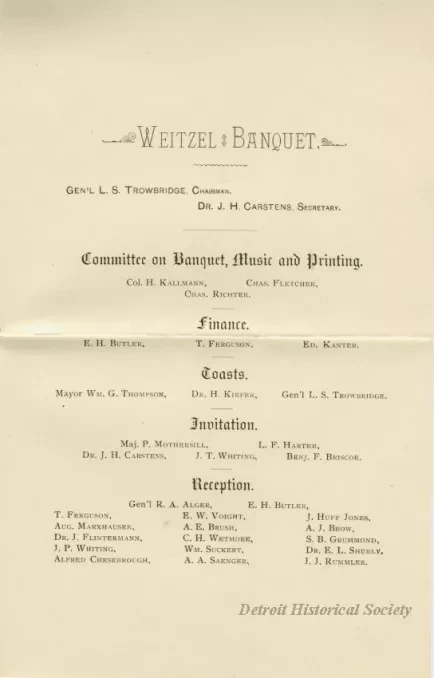 Weitzel Banquet.
Gen'l L. S. Trowbridge, Chairman.
Dr. J. H. Carstens, Secretary.
Committee on Banquet, Music and Printing.
Col. H. Kallmann, Chas. Fletcher,
Chas. Richter.
Finance.
E. H. Butler, T. Ferguson, Ed. Kanter.
Toasts.
Mayor Wm. G. Thompson, Dr. H. Kiefer, Gen'l L. S. Trowbridge.
Invitation.
Maj. P. Mothersill, L. F. Harter,
Dr. J. H. Carstens, J. T. Whiting, Benj. F. Briscoe.
Reception.
Gen'l R. A. Alger, E. H. Butler,
T. Ferguson, E. W. Voight, J. Huff Jones,
Aug. Marxhausen, A. E. Brush, A. J. Brow,
Dr. J. Flintermann, C. H. Wetmore, S. B. Grummond,
J. P. Whiting, Wm. Suckert, Dr. E. L. Shurly,
Alfred Chesebrough, A. A. Saenger, J. J. Rummler.
Detroit Historical Society